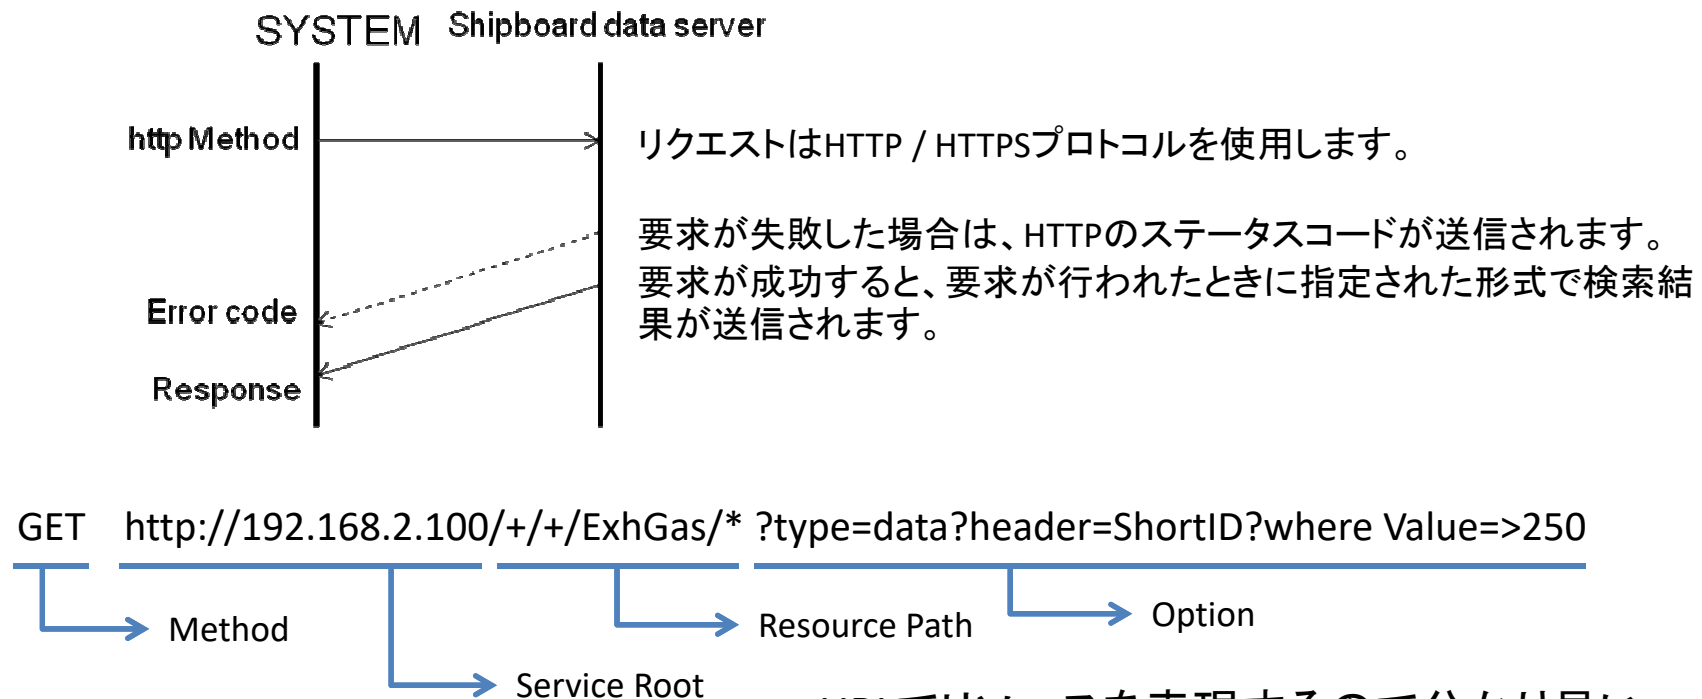 SYSTEM Shipboard data server
http Method
リクエストはHTTP / HTTPSプロトコルを使用します。
要求が失敗した場合は、HTTPのステータスコードが送信されます。
要求が成功すると、要求が行われたときに指定された形式で検索結
果が送信されます。
Error code
Response
GET http://192.168.2.100/+/+/ExhGas/* ?type=data?header=ShortID?where Value=>250
Method
Resource Path
Option
Service Root